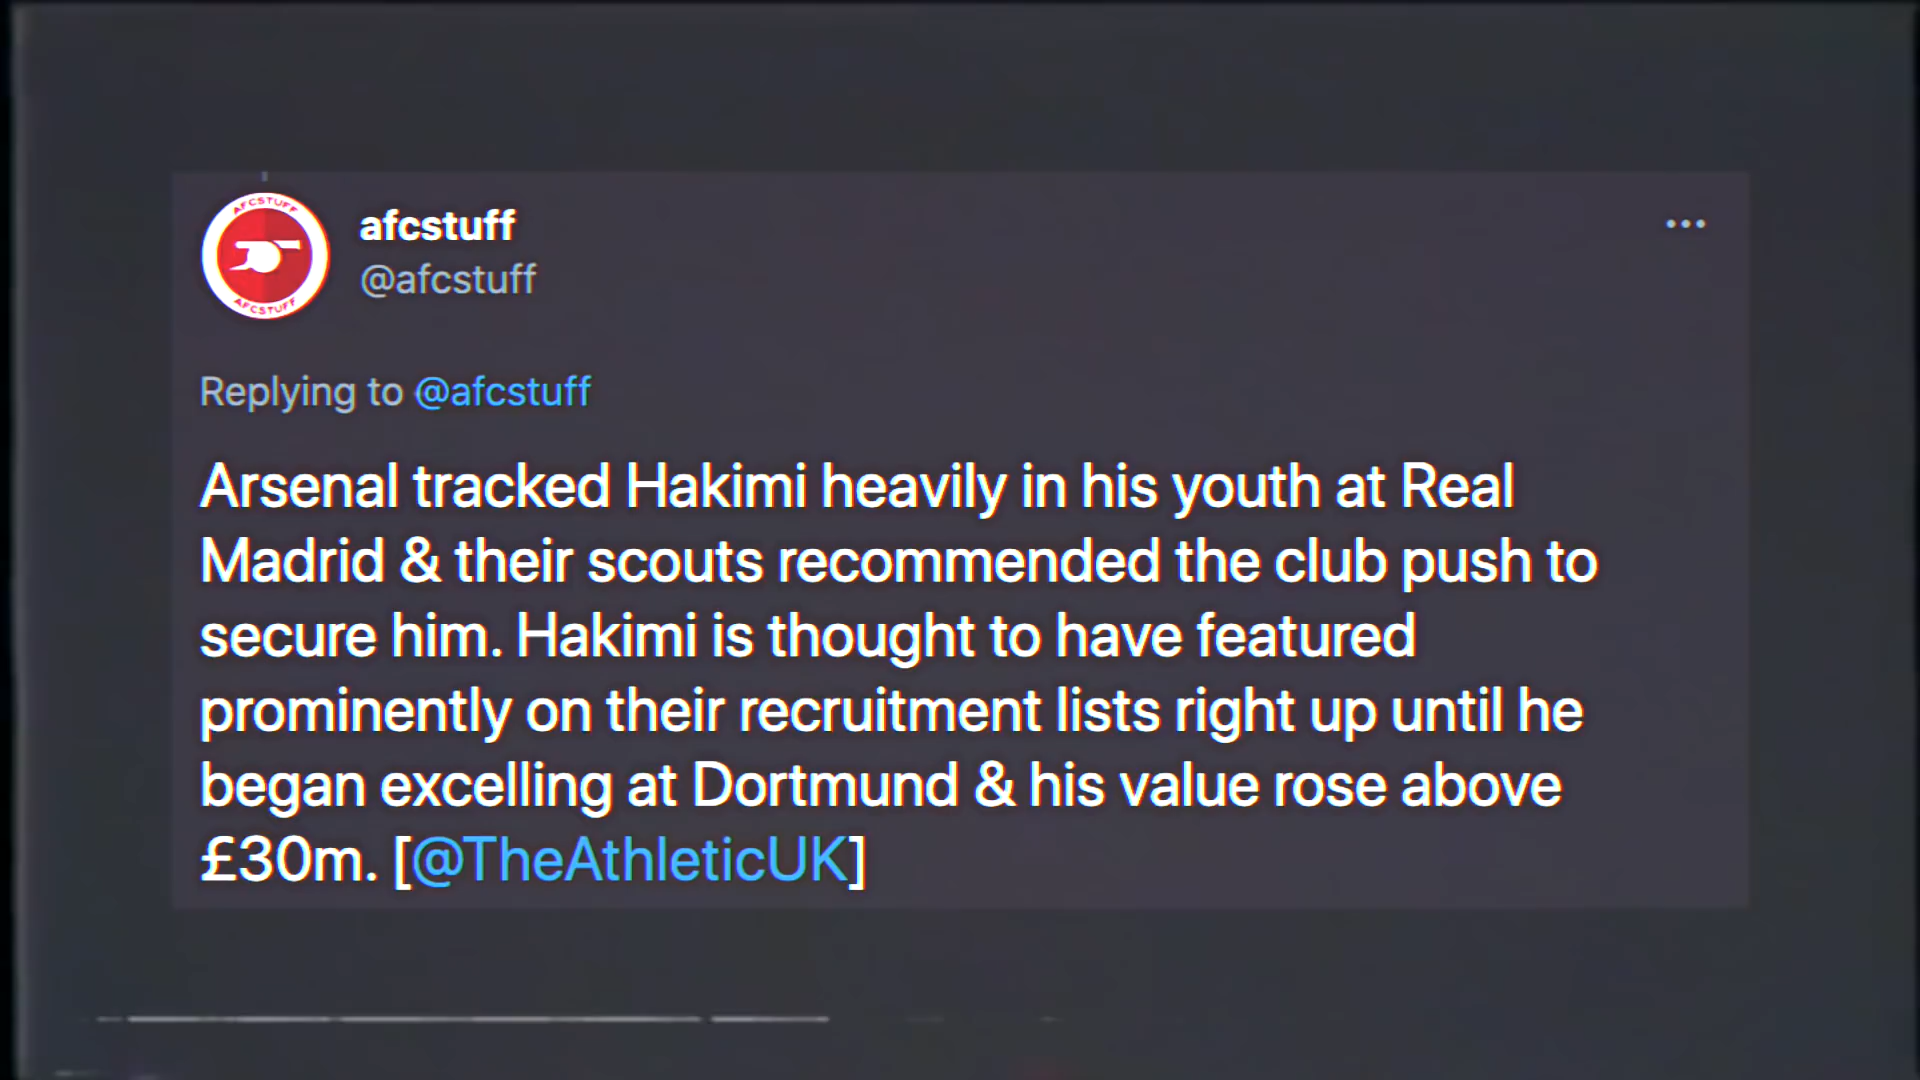 AFCSTUFF
AFCSTUFF
afcstuff
@afcstuff
Replying to @afcstuff
Arsenal tracked Hakimi heavily in his youth at Real
Madrid & their scouts recommended the club push to
secure him. Hakimi is thought to have featured
prominently on their recruitment lists right up until he
began excelling at Dortmund & his value rose above
£30m. [@TheAthleticUK]